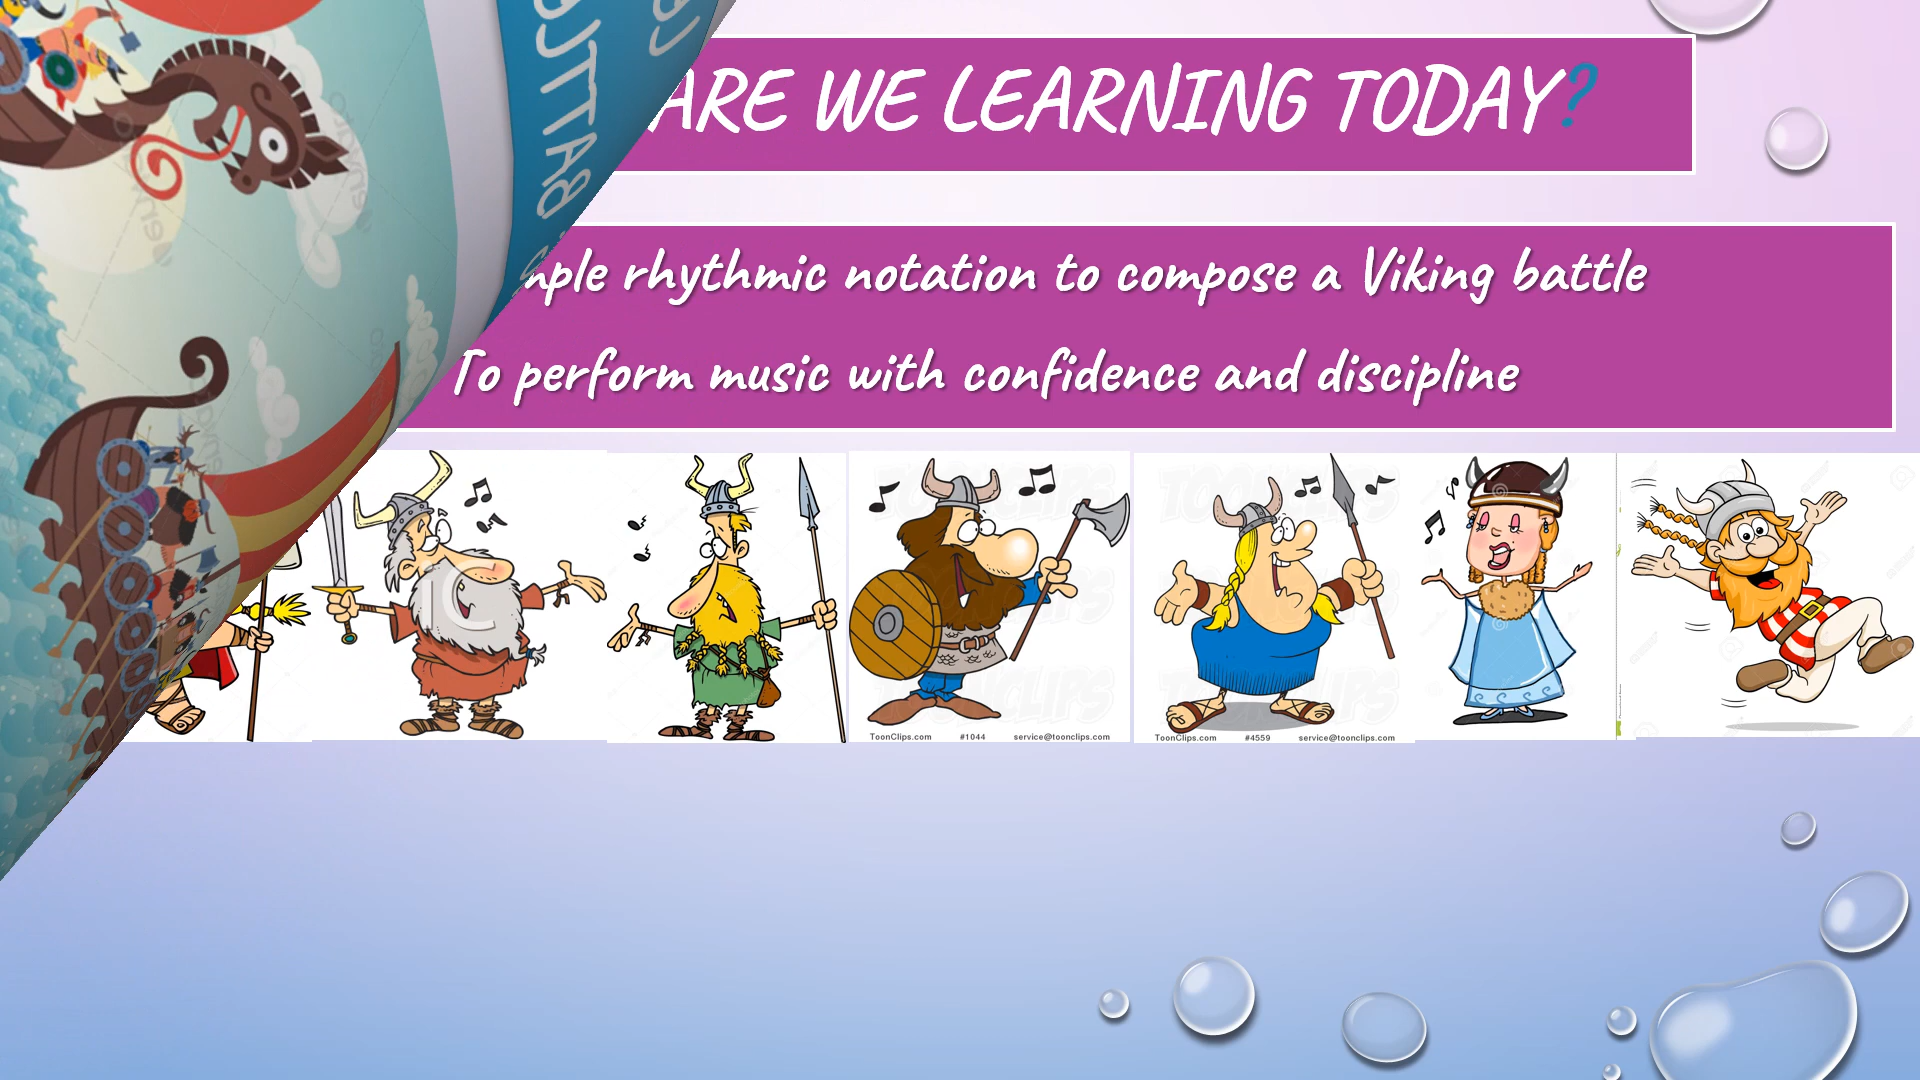 ARE WE LEARNING TODAY?
rhythmic notation to compose a Viking battle
To perform music with confidence and discipline
ToonClips.com #1044 service@toonclips.com
ToonClips.com #4559 service@toonclips.com